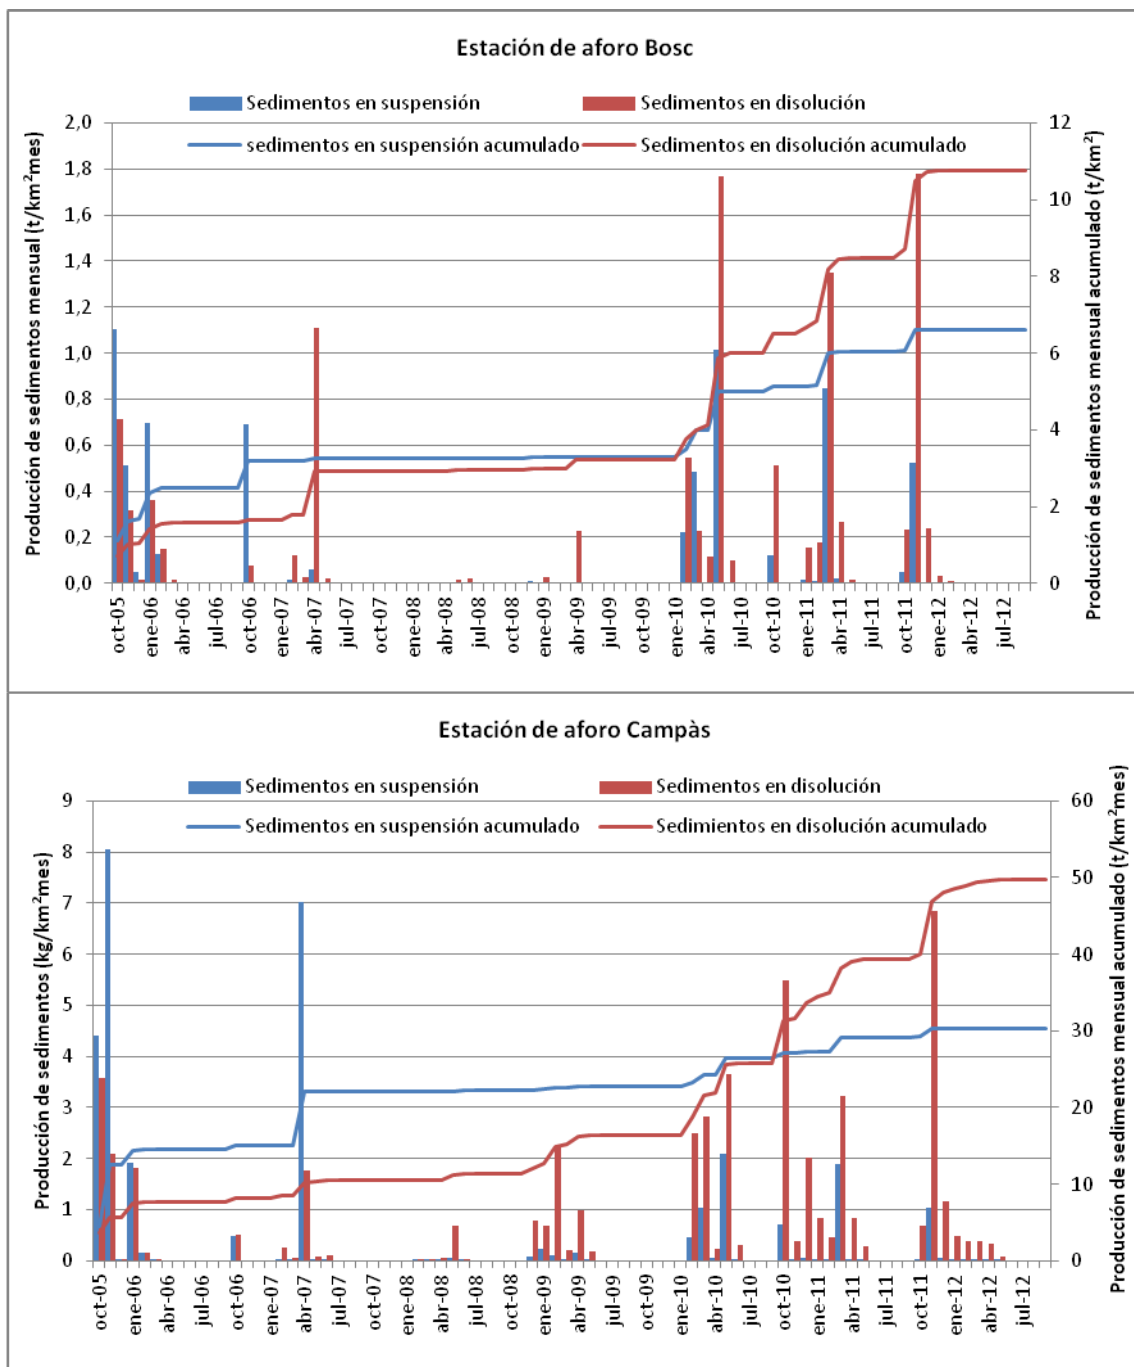 Estación de aforo Bosc
Sedimentos en suspensión
Sedimentos en disolución
sedimentos en suspensión acumulado
Sedimentos en disolución acumulado
Producción de sedimentos mensual (t/km²mes)
2,0
1,8
1,6
1,4
1,2
1,0
0,8
0,6
0,4
0,2
0,0
12
10
8
6
4
2
0
Producción de sedimentos mensual acumulado (t/km²)
oct-05
ene-06
abr-06
jul-06
oct-06
ene-07
abr-07
jul-07
oct-07
ene-08
abr-08
jul-08
oct-08
ene-09
abr-09
jul-09
oct-09
ene-10
abr-10
jul-10
oct-10
ene-11
abr-11
jul-11
oct-11
ene-12
abr-12
jul-12
Estación de aforo Campàs
Sedimentos en suspensión
Sedimentos en disolución
Sedimentos en suspensión acumulado
Sedimientos en disolución acumulado
Producción de sedimentos (kg/km²mes)
9
8
7
6
5
4
3
2
1
0
60
50
40
30
20
10
0
Producción de sedimentos mensual acumulado (t/km²mes)
oct-05
ene-06
abr-06
jul-06
oct-06
ene-07
abr-07
jul-07
oct-07
ene-08
abr-08
jul-08
oct-08
ene-09
abr-09
jul-09
oct-09
ene-10
abr-10
jul-10
oct-10
ene-11
abr-11
jul-11
oct-11
ene-12
abr-12
jul-12